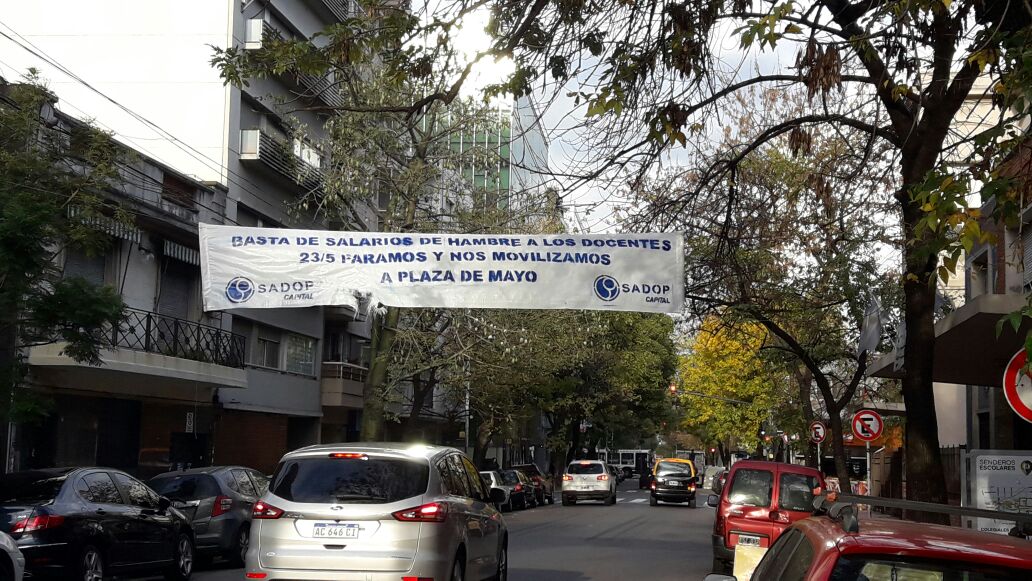 BASTA DE SALARIOS DE HAMBRE A LOS DOCENTES
23/5 PARAMOS Y NOS MOVILIZAMOS
A PLAZA DE MAYO
SADOP
CAPITAL
SADOP
CAPITAL
E
E
SENDEROS
ESCOLARES
COLEGIALES
AC 646 CI